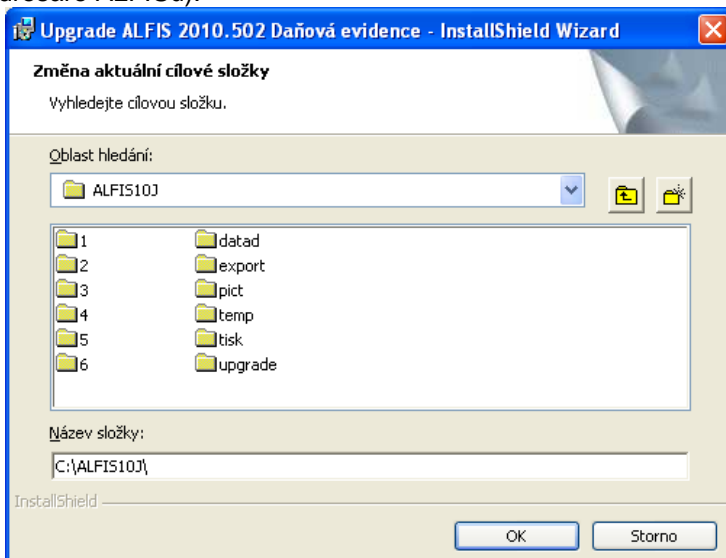 Upgrade ALFIS 2010.502 Daňová evidence - InstallShield Wizard
Změna aktuální cílové složky
Vyhledejte cílovou složku.
Oblast hledání:
ALFIS10J
1
2
3
4
5
6
datad
export
pict
temp
tisk
upgrade
Název složky:
C:\ALFIS10J\
InstallShield
OK
Storno